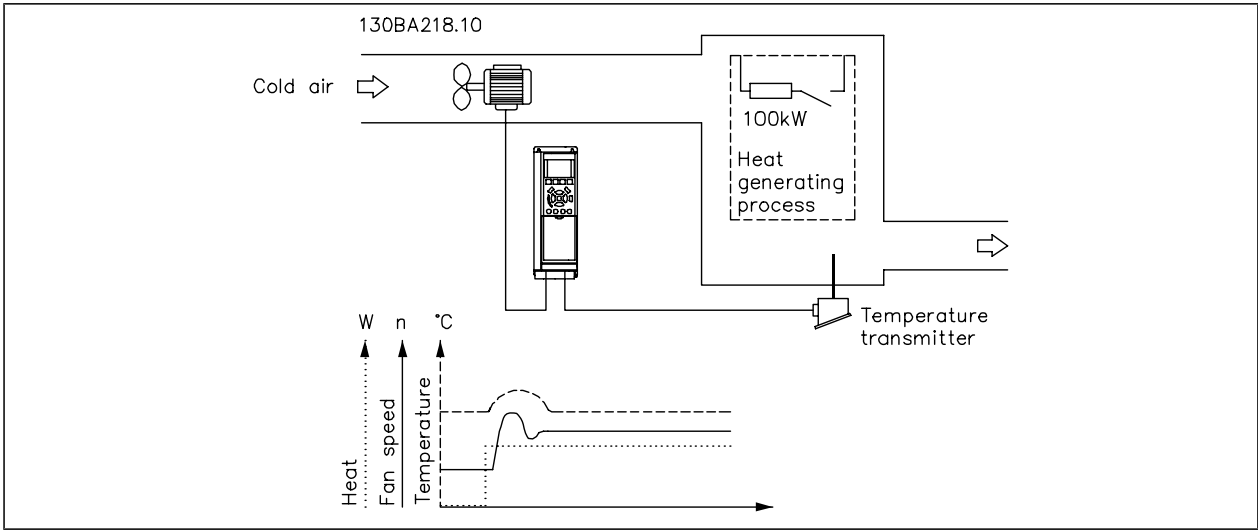 130BA218.10
Cold air
100kW
Heat
generating
process
Temperature
transmitter
W n °C
Heat
Fan speed
Temperature